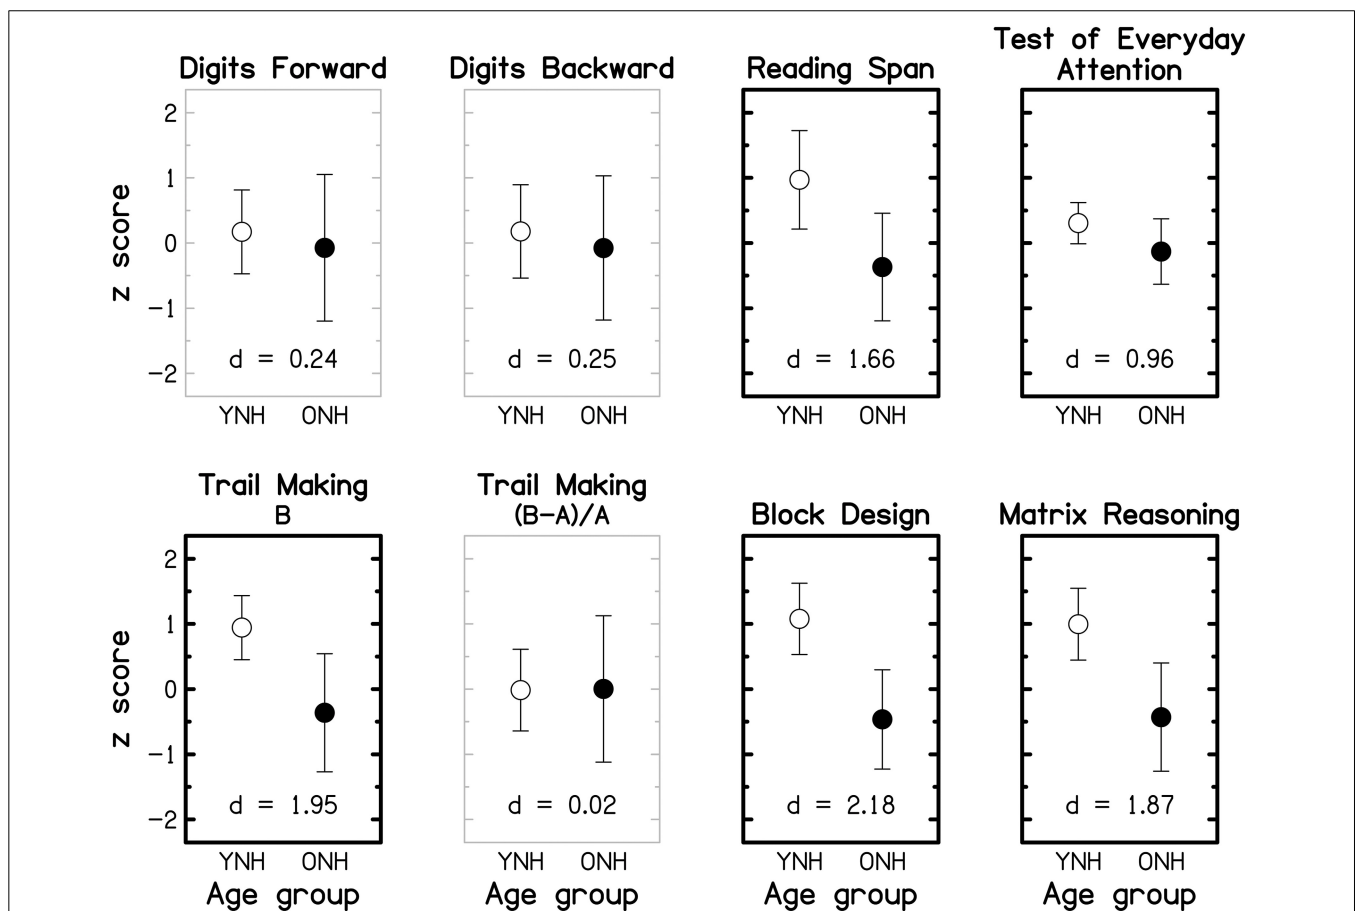 Digits Forward
Digits Backward
Reading Span
Test of Everyday
Attention
z score
2
1
0
−1
−2
d = 0.24
d = 0.25
d = 1.66
d = 0.96
YNH ONH
YNH ONH
YNH ONH
YNH ONH
Trail Making
B
Trail Making
(B−A)/A
Block Design
Matrix Reasoning
z score
2
1
0
−1
−2
d = 1.95
d = 0.02
d = 2.18
d = 1.87
YNH ONH
YNH ONH
YNH ONH
YNH ONH
Age group
Age group
Age group
Age group